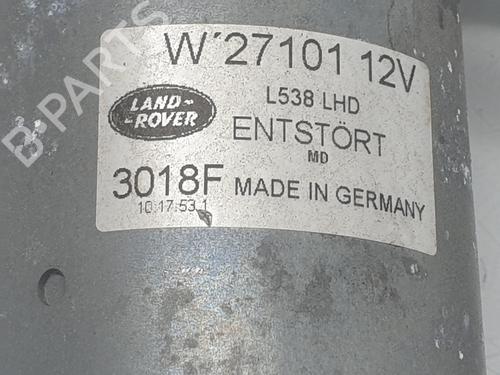 W´27101 12V
LAND-
-ROVER
L538 LHD
ENTSTÖRT
MD
3018F MADE IN GERMANY
10.17.53.1
B-PARTS